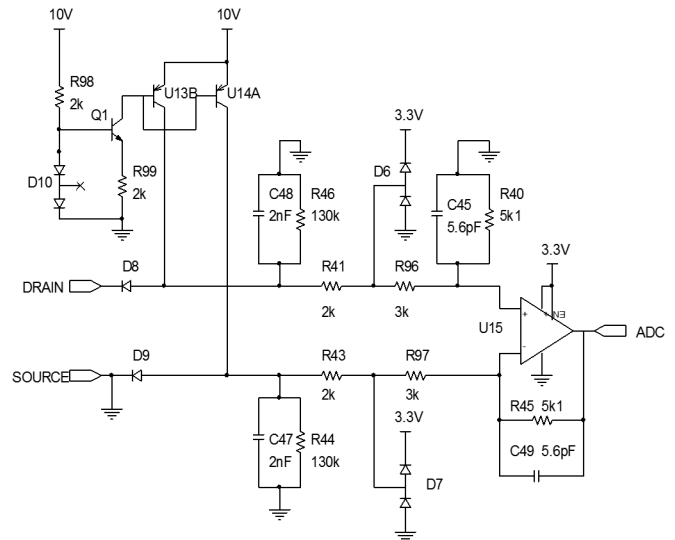 10V
10V
R98
2k
U13B
U14A
Q1
3.3V
R99
2k
D10
D6
C48
2nF
R46
130k
C45
5.6pF
R40
5k1
3.3V
D8
R41
R96
DRAIN
2k
3k
EN
+
U15
ADC
-
D9
R43
R97
SOURCE
2k
3k
R45 5k1
3.3V
C47
2nF
R44
130k
C49 5.6pF
D7